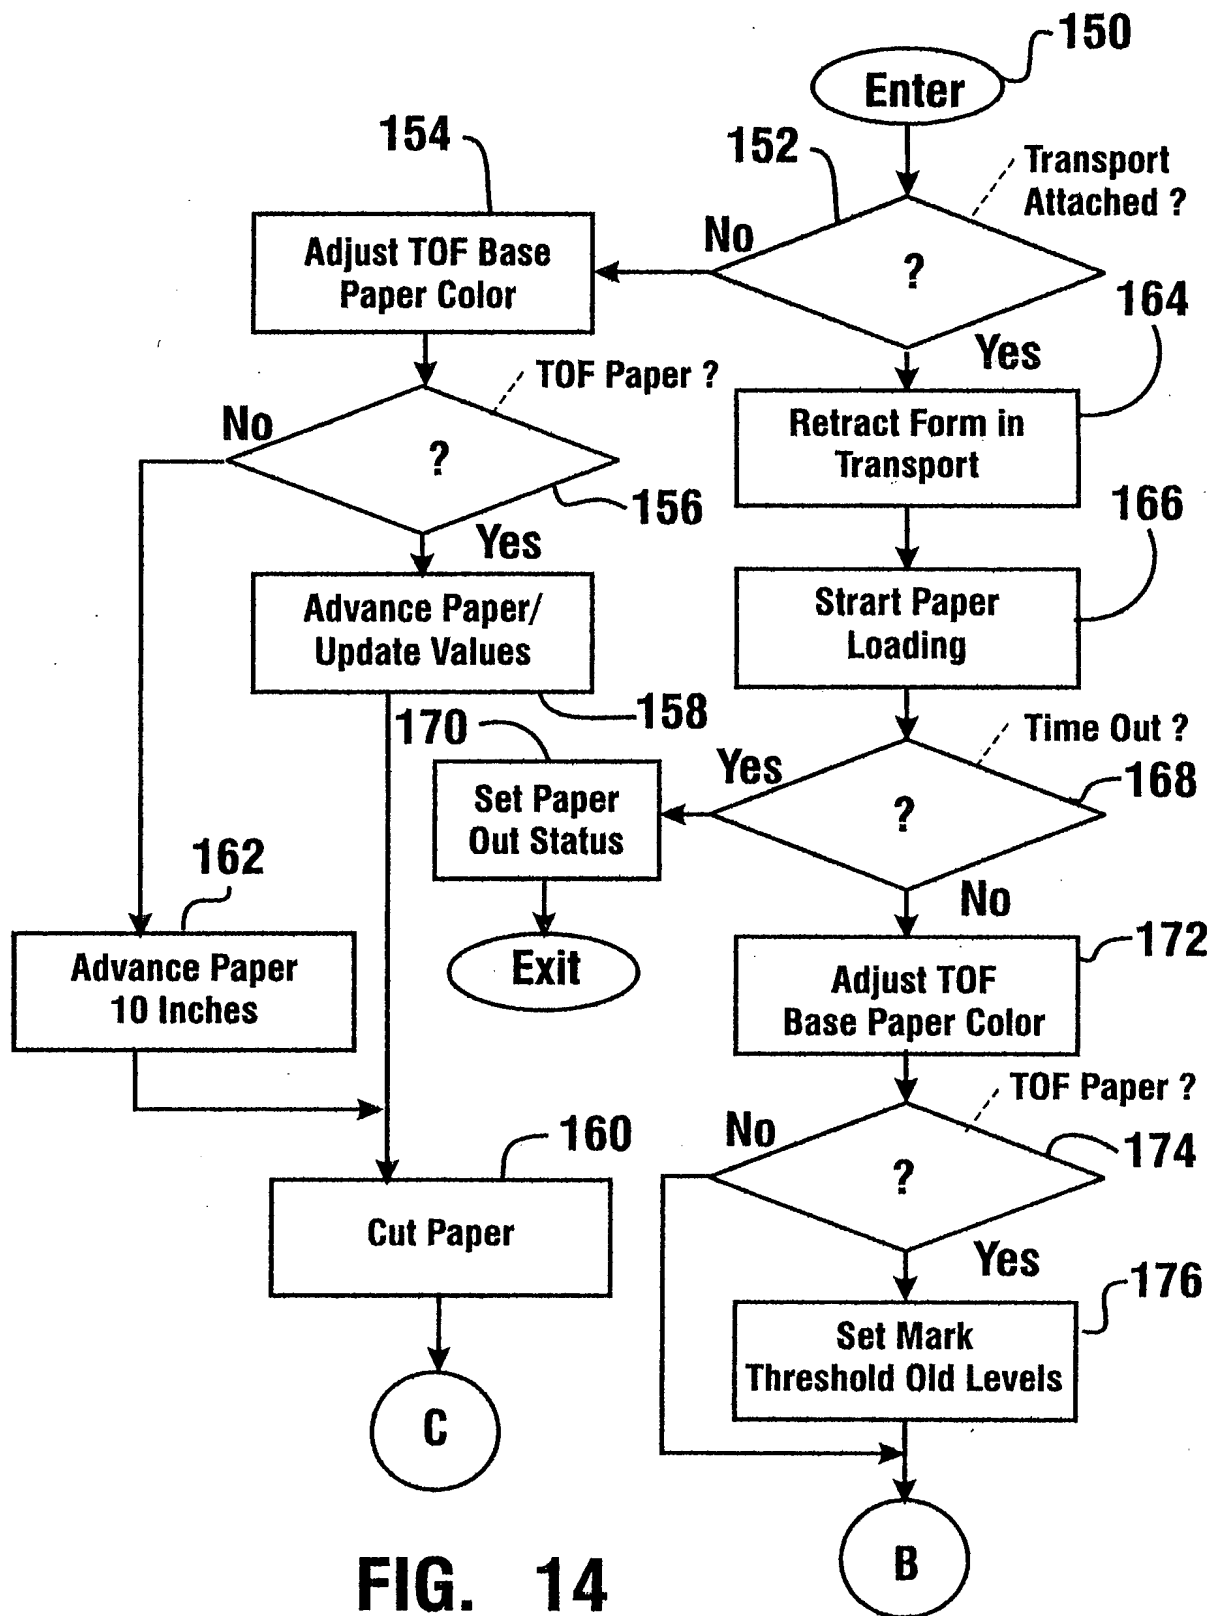 150
Enter
154
152
Transport
Attached ?
No
Adjust TOF Base
Paper Color
?
164
Yes
TOF Paper ?
No
Retract Form in
Transport
?
156
166
Yes
Advance Paper/
Update Values
Strart Paper
Loading
158
170
Time Out ?
Yes
168
Set Paper
Out Status
?
162
No
172
Advance Paper
10 Inches
Exit
Adjust TOF
Base Paper Color
TOF Paper ?
160
No
174
?
Cut Paper
Yes
176
Set Mark
Threshold Old Levels
C
B
FIG. 14